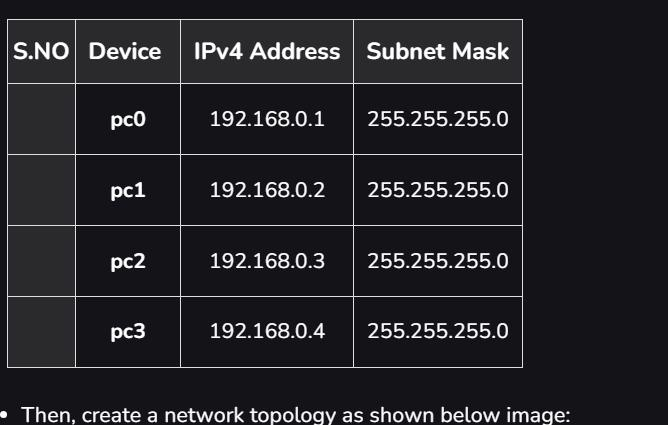 S.NO Device IPv4 Address Subnet Mask
pc0 192.168.0.1 255.255.255.0
pc1 192.168.0.2 255.255.255.0
pc2 192.168.0.3 255.255.255.0
pc3 192.168.0.4 255.255.255.0
• Then, create a network topology as shown below image: